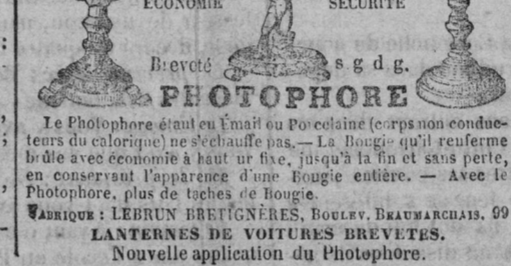 ÉCONOMIE SÉCURITÉ
Breveté s g d g.
PHOTOPHORE
Le Photophore étant en Émail ou Porcelaine (corps non conduc-
teurs du calorique) ne s'échauffe pas. — La Bougie qu'il renferme
brûle avec économie à haut ur fixe, jusqu'à la fin et sans perte,
en conservant l'apparence d'une Bougie entière. — Avec le
Photophore, plus de taches de Bougie.
FABRIQUE : LEBRUN BRETIGNÈRES, BOULEV. BEAUMARCHAIS, 99
LANTERNES DE VOITURES BREVETES.
Nouvelle application du Photophore.